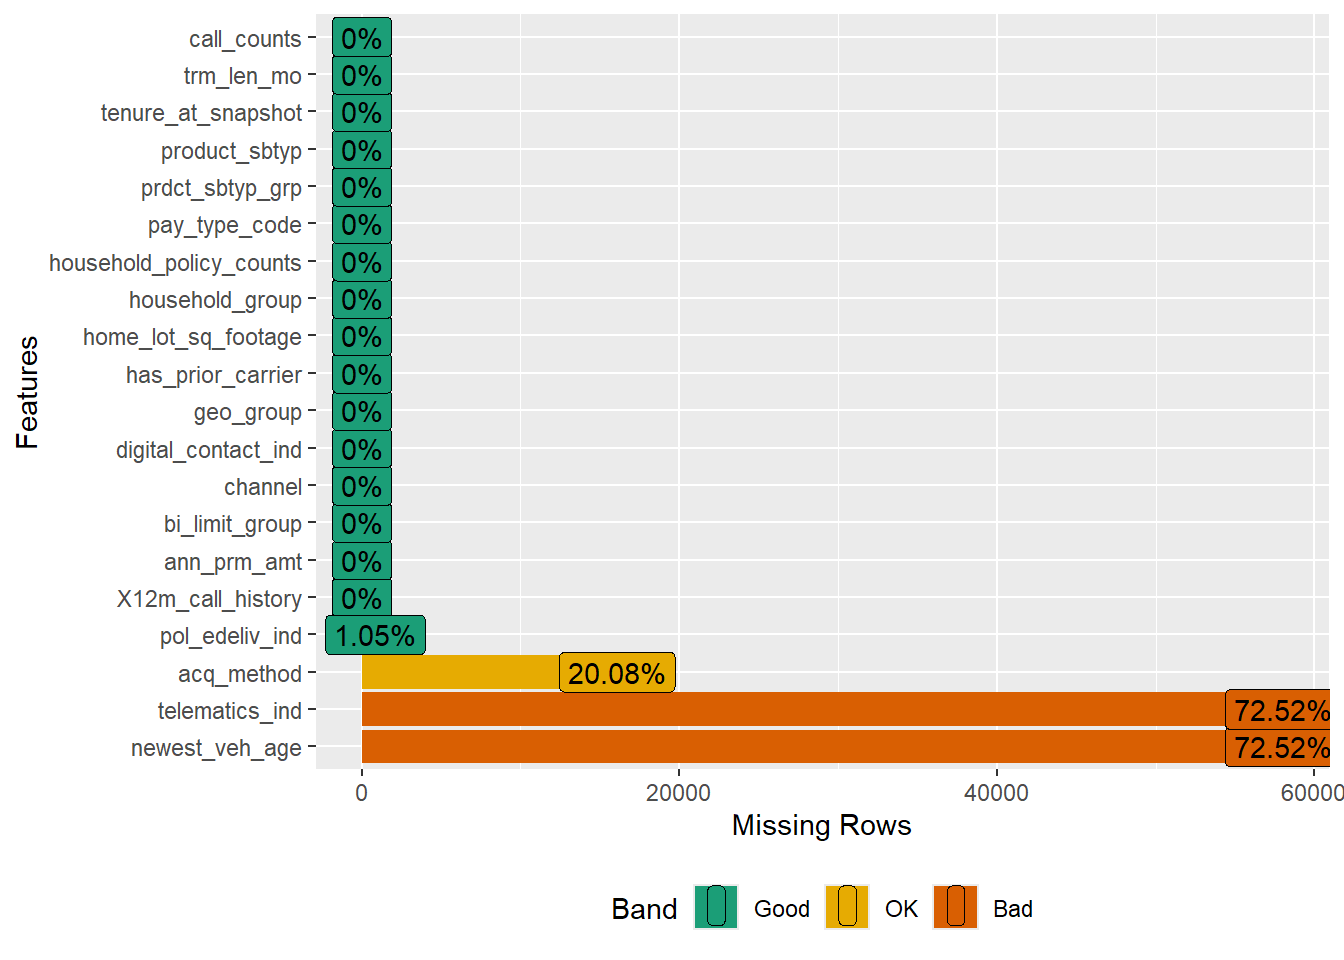 call_counts 0%
trm_len_mo 0%
tenure_at_snapshot 0%
product_sbtyp 0%
prdct_sbtyp_grp 0%
pay_type_code 0%
household_policy_counts 0%
household_group 0%
home_lot_sq_footage 0%
has_prior_carrier 0%
geo_group 0%
digital_contact_ind 0%
channel 0%
bi_limit_group 0%
ann_prm_amt 0%
X12m_call_history 0%
pol_edeliv_ind 1.05%
acq_method 20.08%
telematics_ind 72.52%
newest_veh_age 72.52%
Features
0 20000 40000 60000
Missing Rows
Band Good OK Bad